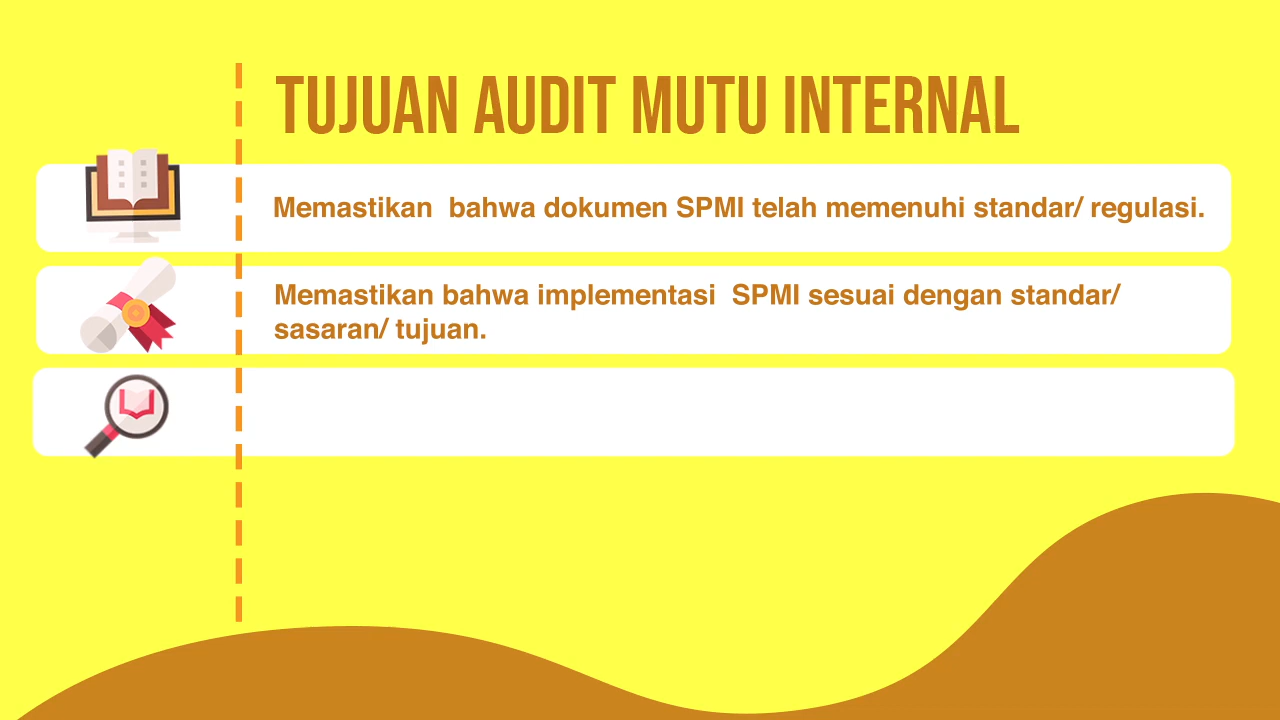 TUJUAN AUDIT MUTU INTERNAL
Memastikan  bahwa dokumen SPMI telah memenuhi standar/ regulasi.
Memastikan bahwa implementasi  SPMI sesuai dengan standar/
sasaran/ tujuan.